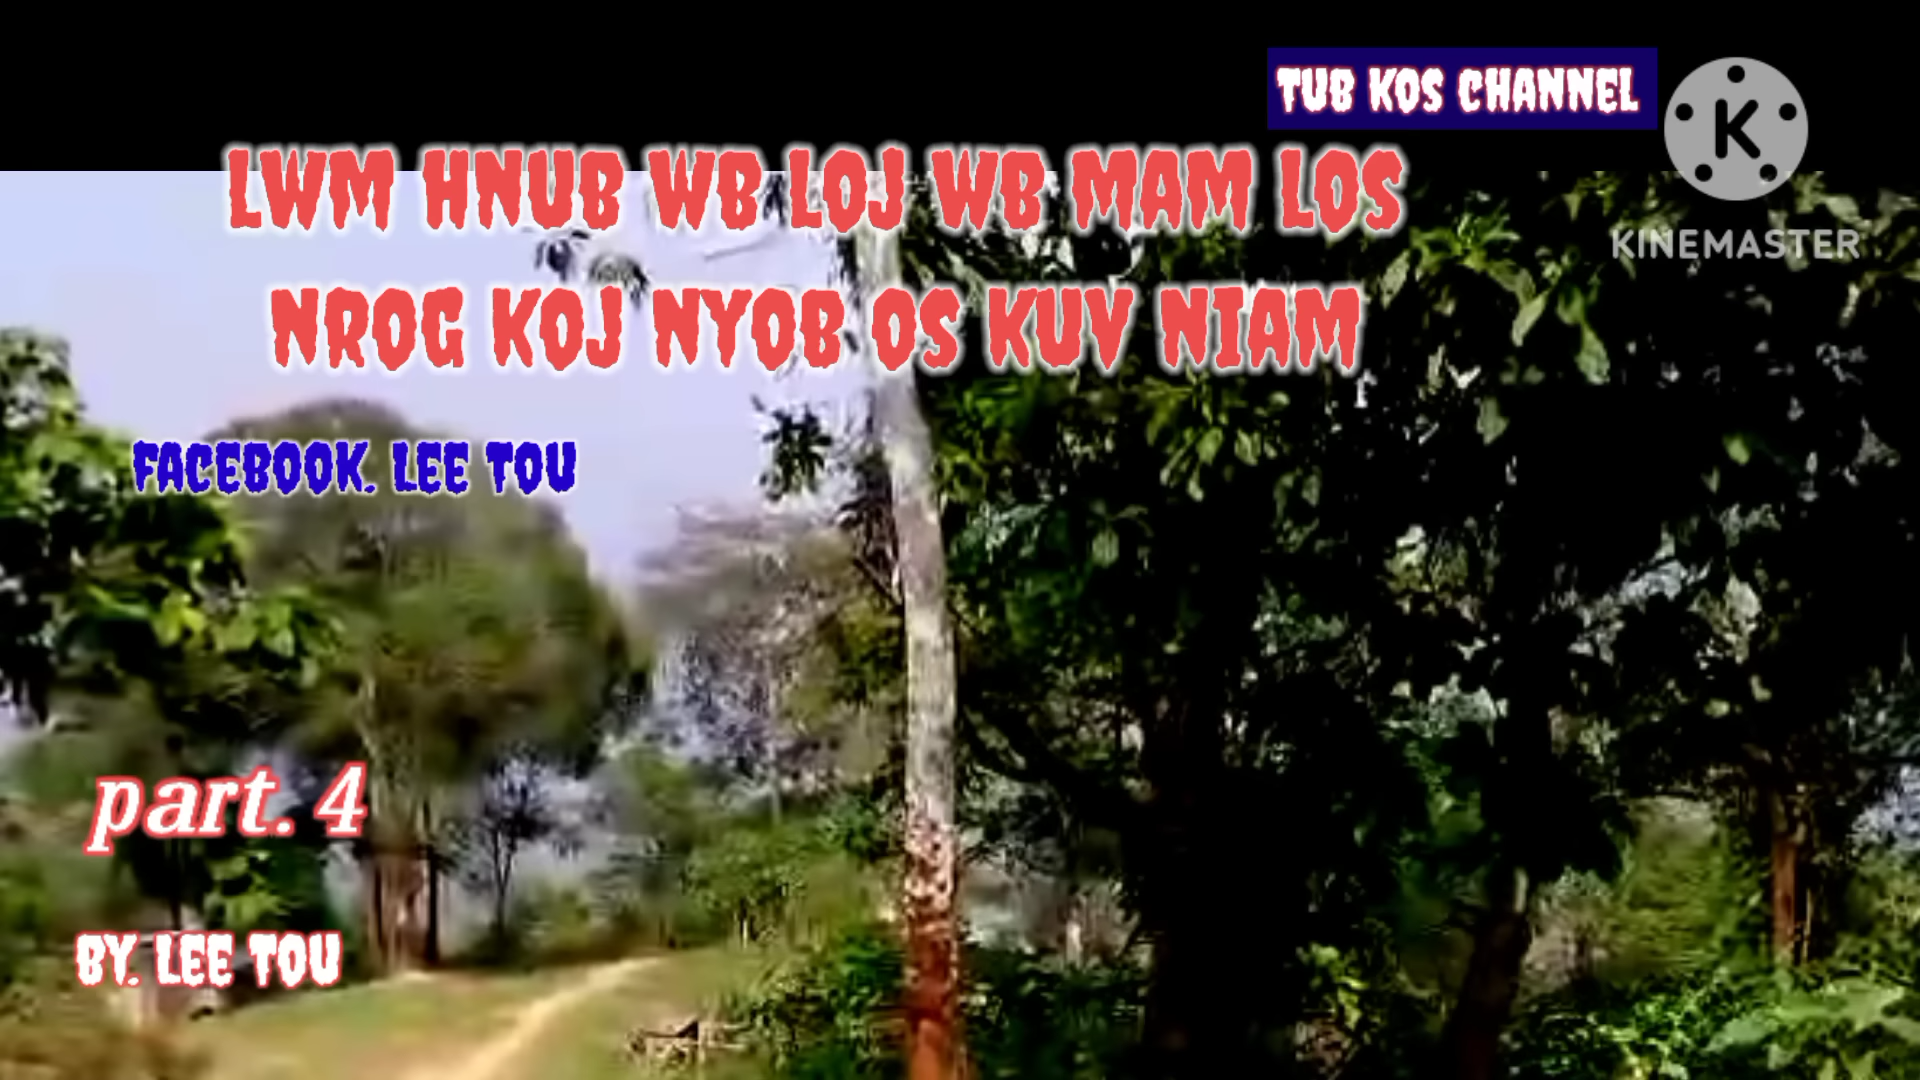 TUB KOS CHANNEL
K
KINEMASTER
LWM HNUB WB LOJ WB MAM LOS
NROG KOJ NYOB OS KUV NIAM
FACEBOOK. LEE TOU
part. 4
BY. LEE TOU